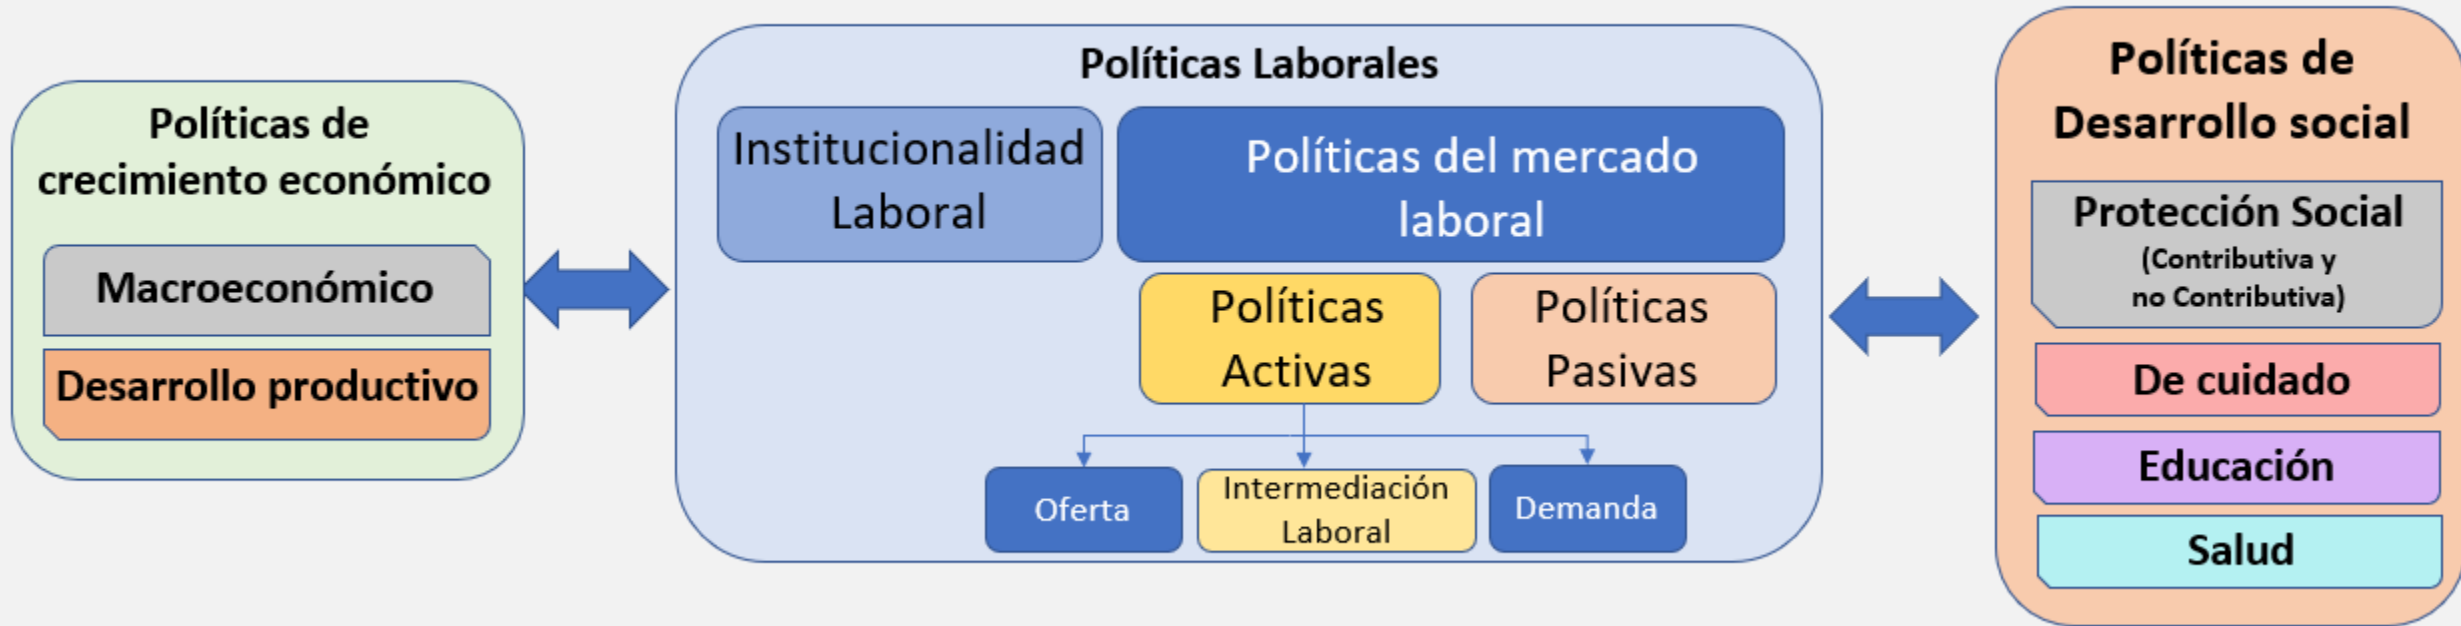 Políticas de
crecimiento económico
Macroeconómico
Desarrollo productivo
Políticas Laborales
Institucionalidad
Laboral
Políticas del mercado
laboral
Políticas
Activas
Políticas
Pasivas
Oferta
Intermediación
Laboral
Demanda
Políticas de
Desarrollo social
Protección Social
(Contributiva y
no Contributiva)
De cuidado
Educación
Salud